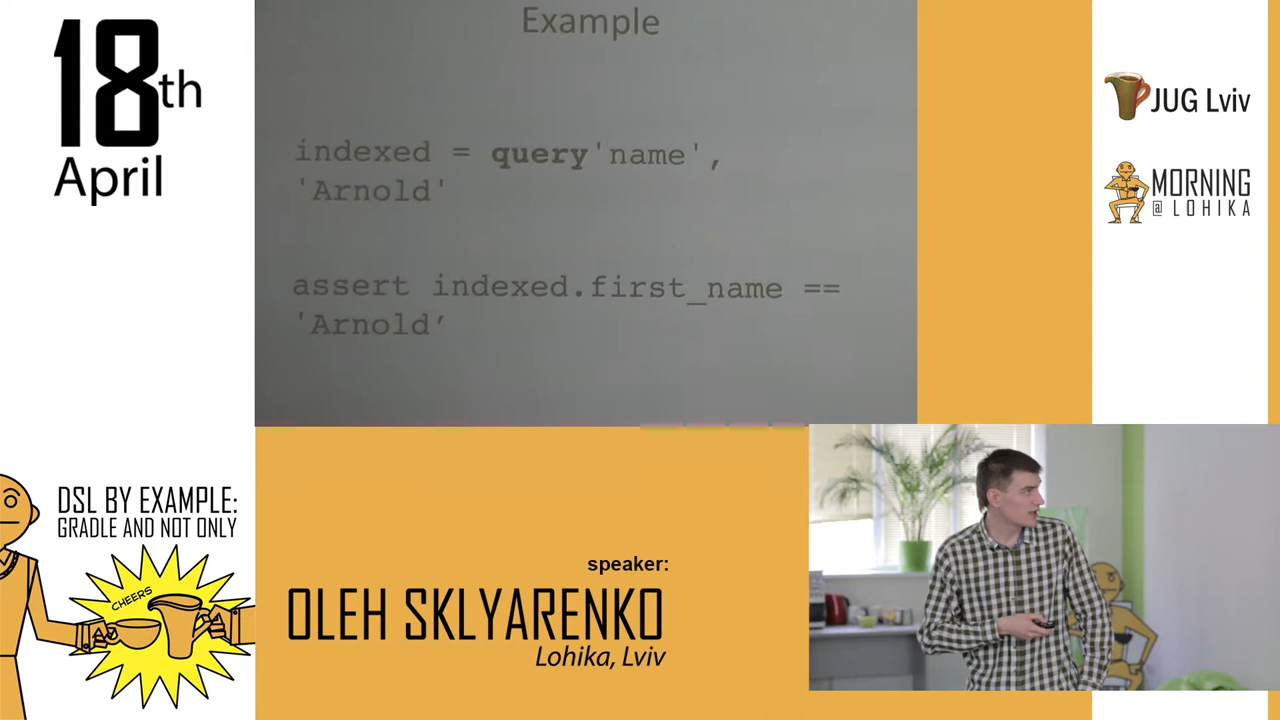 18th
April
Example
indexed = query'name',
'Arnold'
assert indexed.first_name ==
'Arnold’
JUG Lviv
MORNING
@ LOHIKA
DSL BY EXAMPLE:
GRADLE AND NOT ONLY
CHEERS
speaker:
OLEH SKLYARENKO
Lohika, Lviv